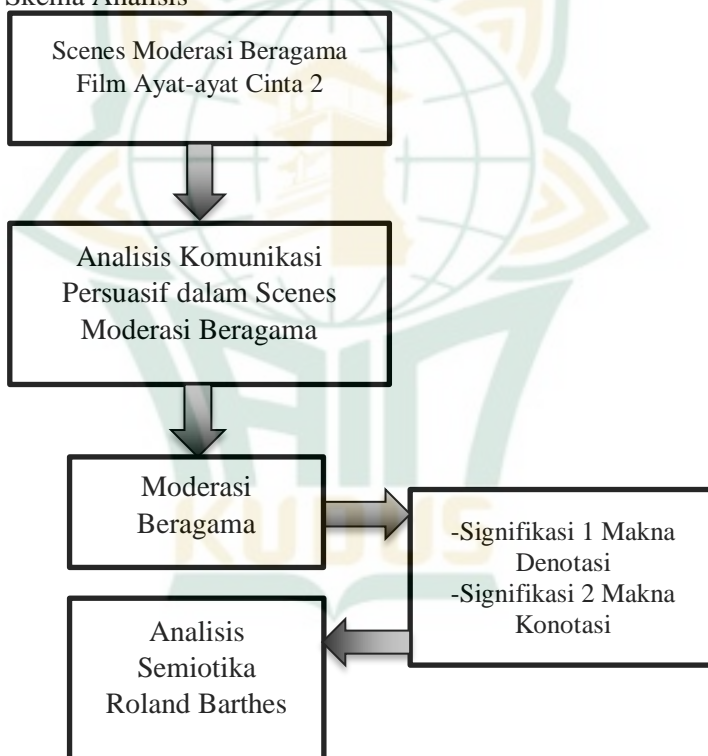 Skema Analisis
Scenes Moderasi Beragama
Film Ayat-ayat Cinta 2
Analisis Komunikasi
Persuasif dalam Scenes
Moderasi Beragama
Moderasi
Beragama
-Signifikasi 1 Makna
Denotasi
-Signifikasi 2 Makna
Konotasi
Analisis
Semiotika
Roland Barthes
KUDUS